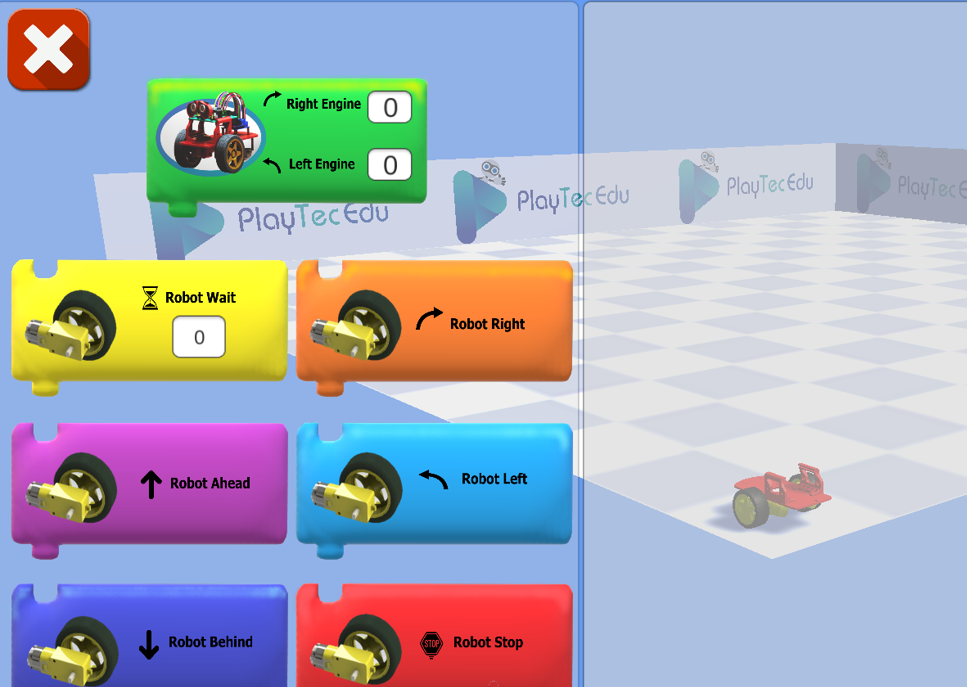 Right Engine 0
Left Engine 0
PlayTecEdu
PlayTecEdu
PlayTecEdu
PlayTecE
Robot Wait
0
Robot Right
Robot Ahead
Robot Left
Robot Behind
STOP Robot Stop